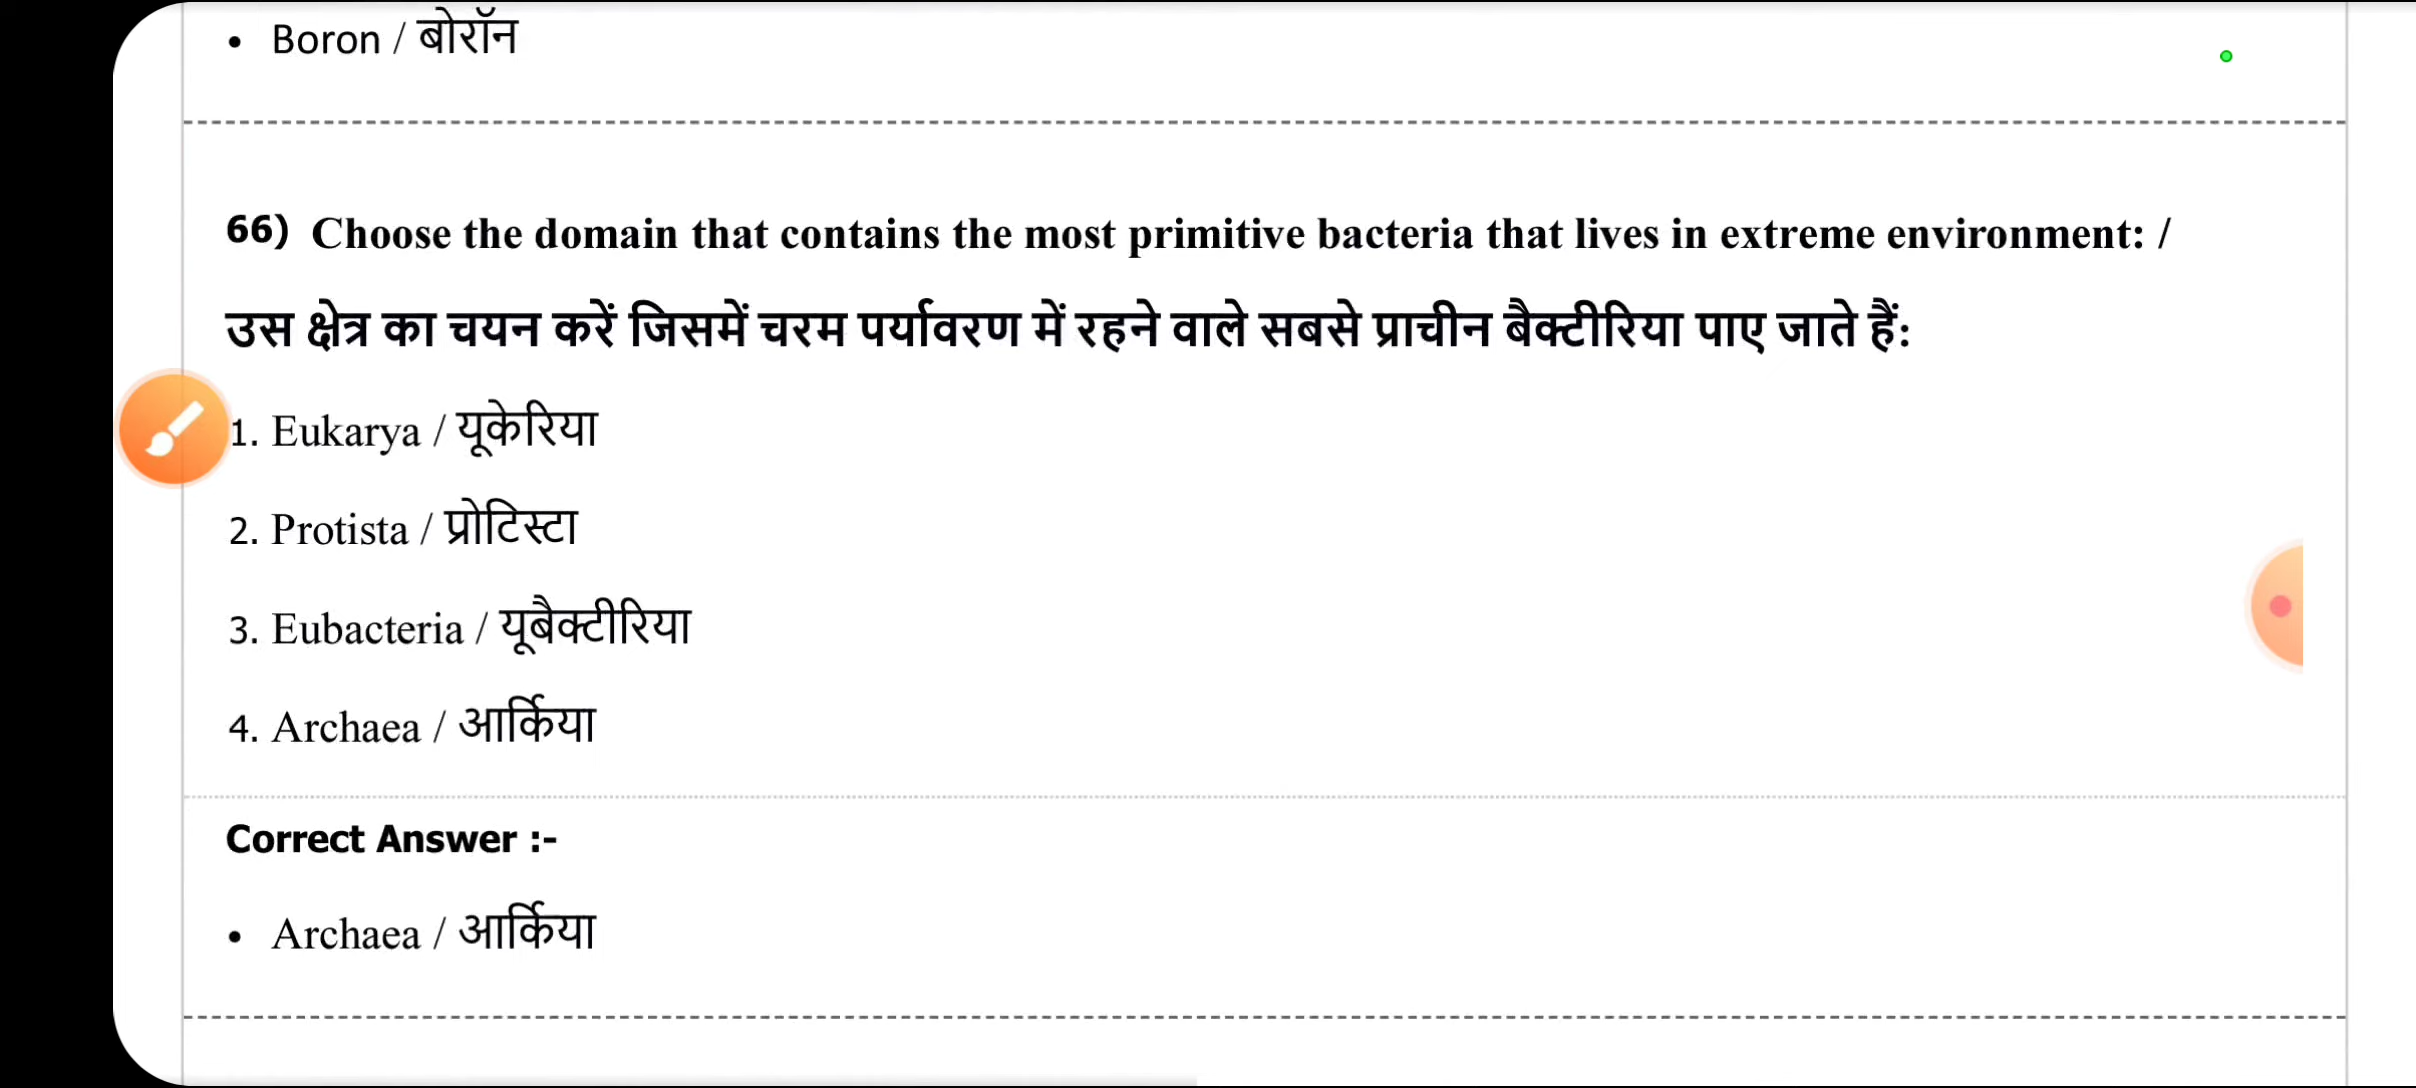 • Boron / बोरॉन
66) Choose the domain that contains the most primitive bacteria that lives in extreme environment: /
उस क्षेत्र का चयन करें जिसमें चरम पर्यावरण में रहने वाले सबसे प्राचीन बैक्टीरिया पाए जाते हैं:
1. Eukarya / यूकेरिया
2. Protista / प्रोटिस्टा
3. Eubacteria / यूबैक्टीरिया
4. Archaea / आर्किया
Correct Answer :-
• Archaea / आर्किया